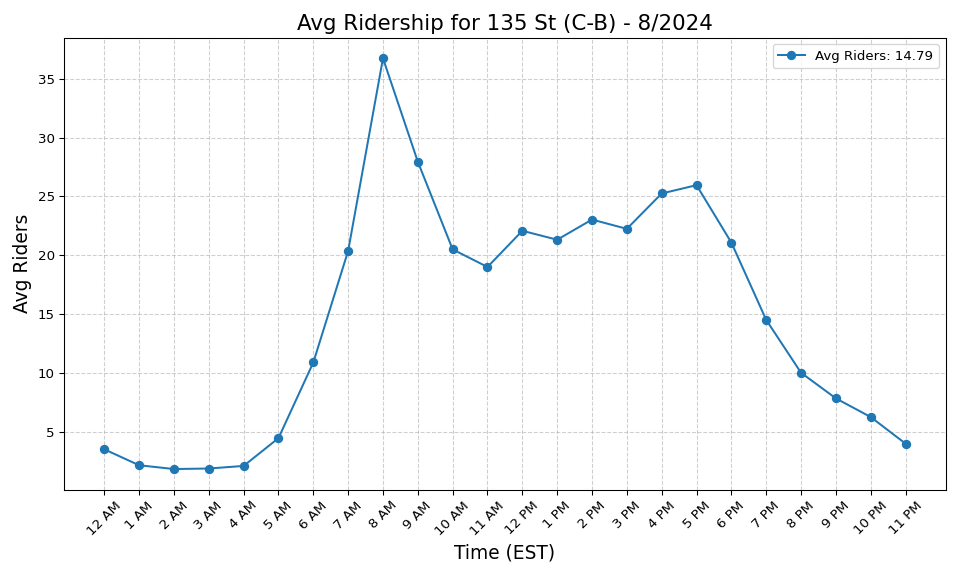 Avg Ridership for 135 St (C-B) - 8/2024
Avg Riders: 14.79
Avg Riders
35
30
25
20
15
10
5
12 AM 1 AM 2 AM 3 AM 4 AM 5 AM 6 AM 7 AM 8 AM 9 AM 10 AM 11 AM 12 PM 1 PM 2 PM 3 PM 4 PM 5 PM 6 PM 7 PM 8 PM 9 PM 10 PM 11 PM
Time (EST)